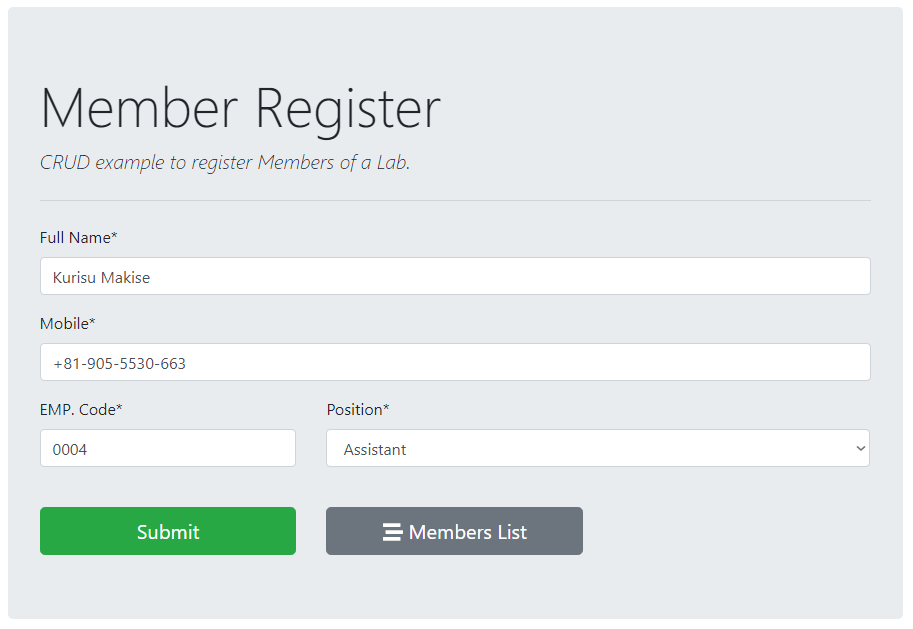 Member Register
CRUD example to register Members of a Lab.
Full Name*
Kurisu Makise
Mobile*
+81-905-5530-663
EMP. Code* Position*
0004 Assistant
Submit Members List